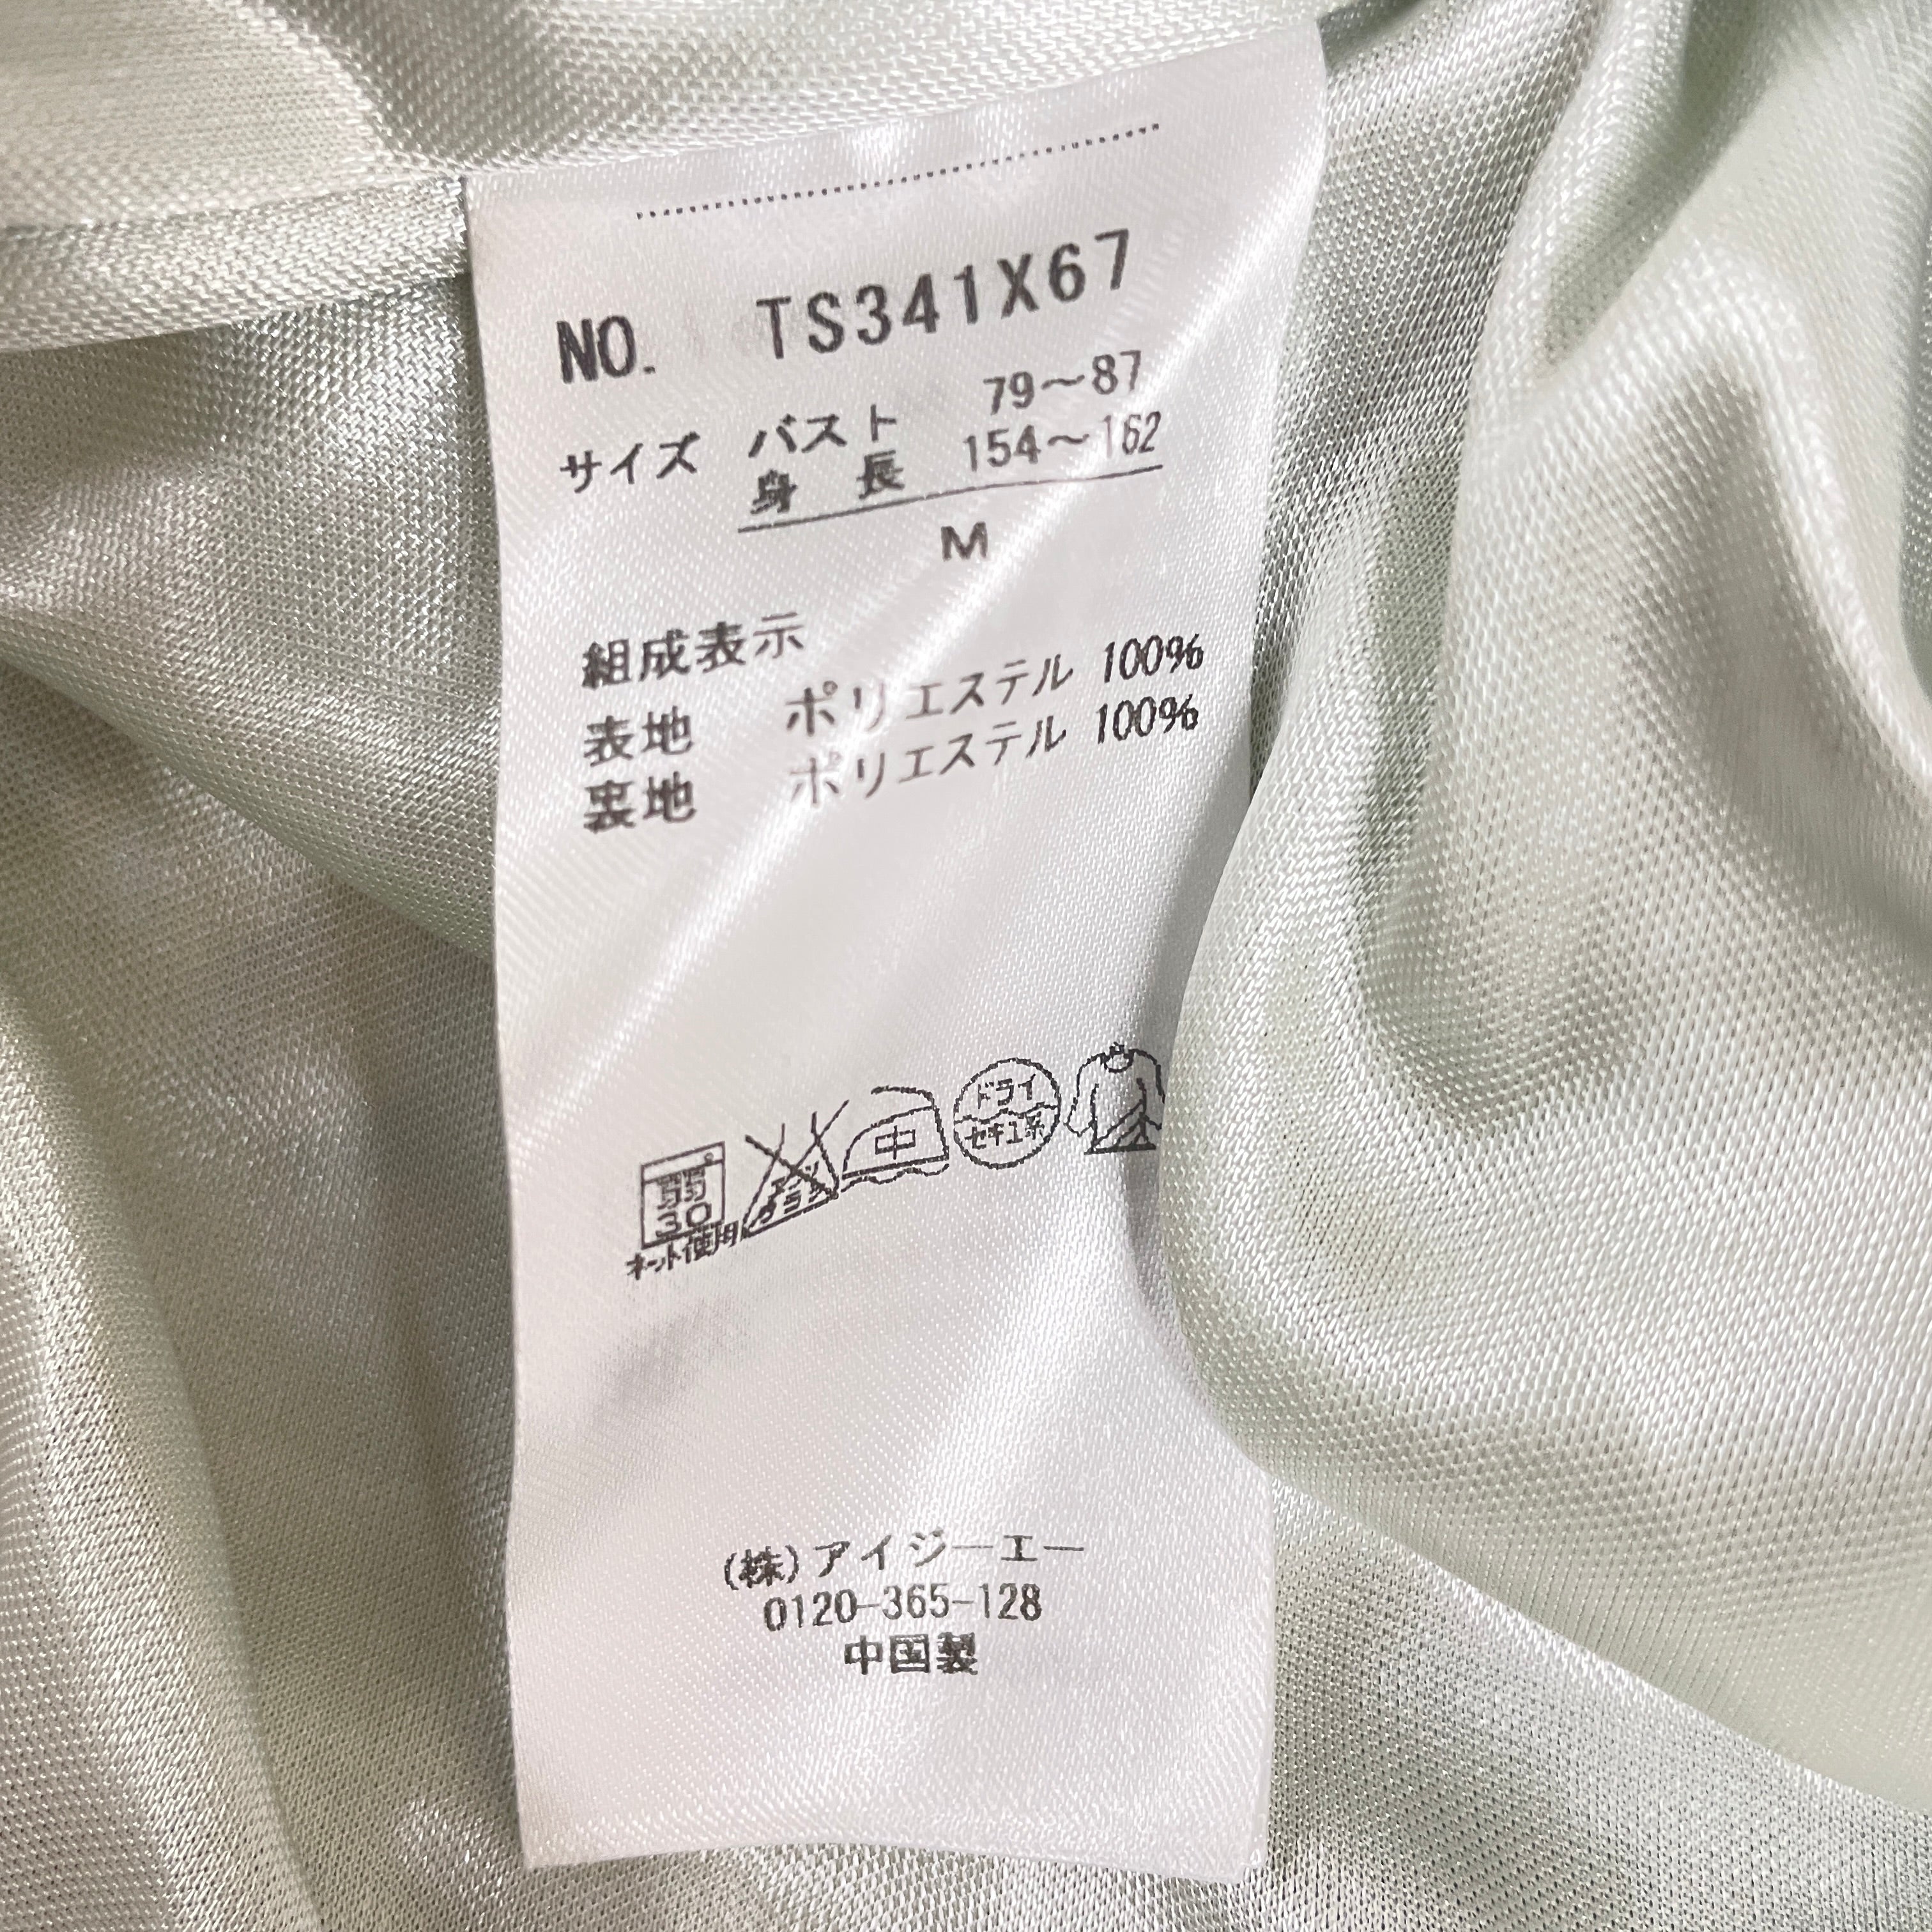 NO. TS341X67
サイズ バスト 79～87
身長 154～162
M
組成表示
表地 ポリエステル 100%
裏地 ポリエステル 100%
弱
30
ネット使用
中
ドライ
セキユ系
(株)アイジーエー
0120-365-128
中国製